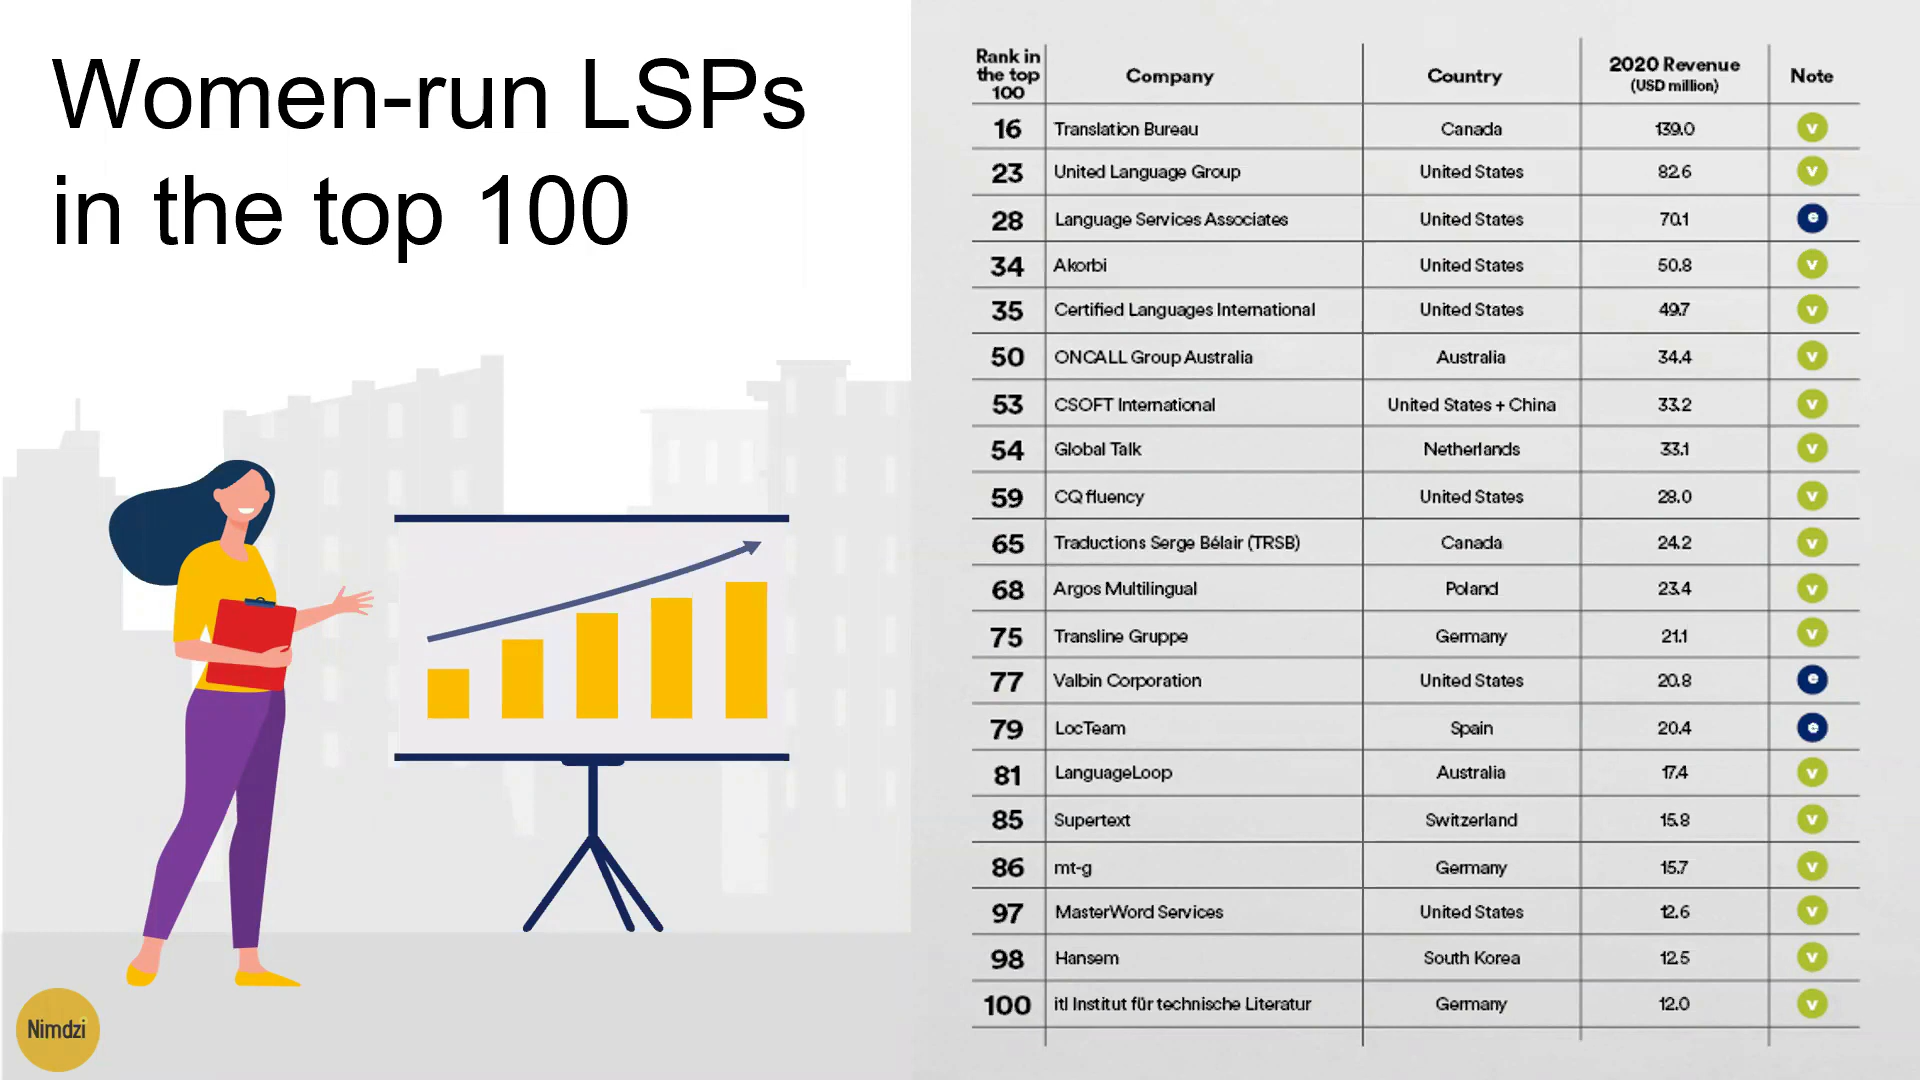 Women-run LSPs
in the top 100
Rank in the top 100 Company Country 2020 Revenue (USD million) Note
16 Translation Bureau Canada 139.0 v
23 United Language Group United States 82.6 v
28 Language Services Associates United States 70.1 e
34 Akorbi United States 50.8 v
35 Certified Languages International United States 49.7 v
50 ONCALL Group Australia Australia 34.4 v
53 CSOFT International United States + China 33.2 v
54 Global Talk Netherlands 33.1 v
59 CQ fluency United States 28.0 v
65 Traductions Serge Bélair (TRSB) Canada 24.2 v
68 Argos Multilingual Poland 23.4 v
75 Transline Gruppe Germany 21.1 v
77 Valbin Corporation United States 20.8 e
79 LocTeam Spain 20.4 e
81 LanguageLoop Australia 17.4 v
85 Supertext Switzerland 15.8 v
86 mt-g Germany 15.7 v
97 MasterWord Services United States 12.6 v
98 Hansem South Korea 12.5 v
100 itl Institut für technische Literatur Germany 12.0 v
Nimdzi